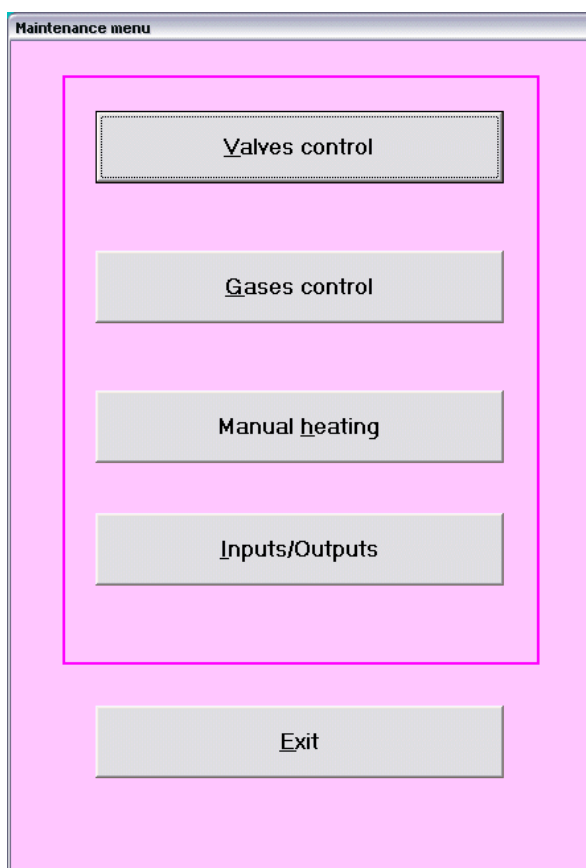 Maintenance menu
Valves control
Gases control
Manual heating
Inputs/Outputs
Exit